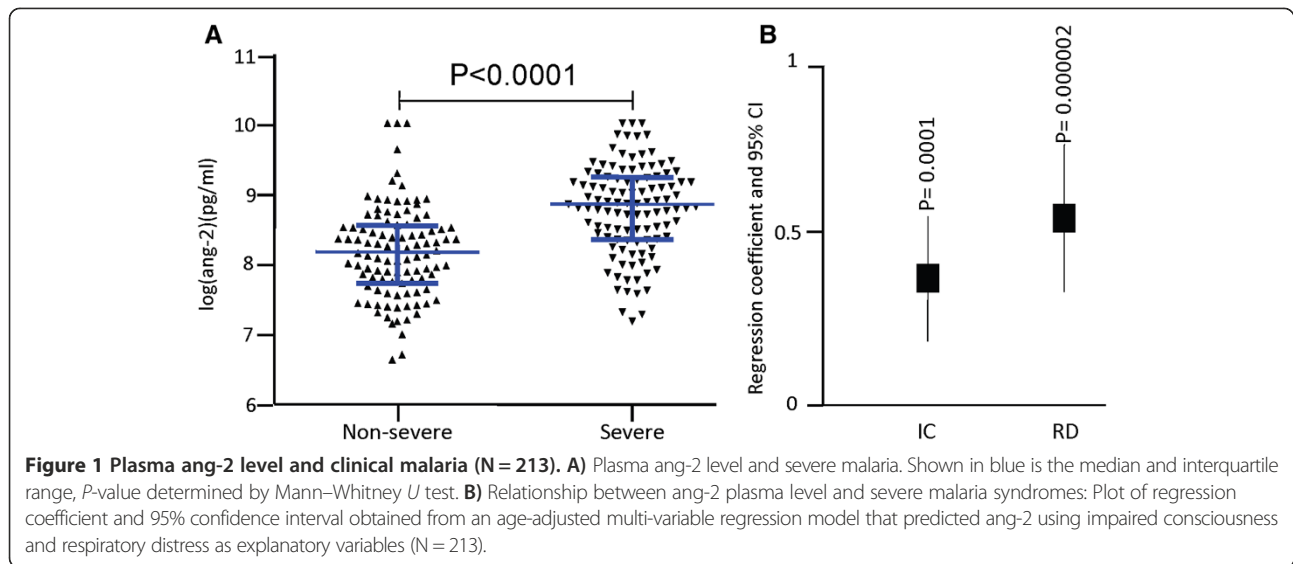 A
B
11
10
9
8
7
6
log(ang-2)(pg/ml)
P<0.0001
Non-severe
Severe
1
0.5
0
Regression coefficient and 95% CI
P= 0.0001
P= 0.000002
IC
RD
Figure 1 Plasma ang-2 level and clinical malaria (N = 213). A) Plasma ang-2 level and severe malaria. Shown in blue is the median and interquartile
range, P-value determined by Mann–Whitney U test. B) Relationship between ang-2 plasma level and severe malaria syndromes: Plot of regression
coefficient and 95% confidence interval obtained from an age-adjusted multi-variable regression model that predicted ang-2 using impaired consciousness
and respiratory distress as explanatory variables (N = 213).